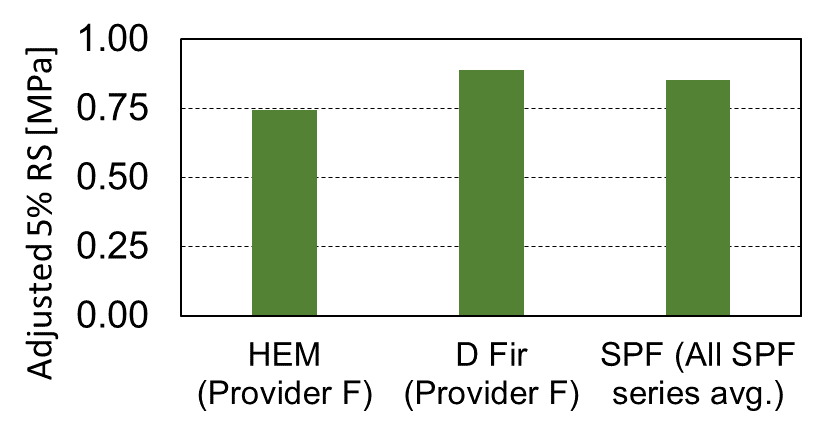 Adjusted 5% RS [MPa]
1.00
0.75
0.50
0.25
0.00
HEM
(Provider F)
D Fir
(Provider F)
SPF (All SPF
series avg.)